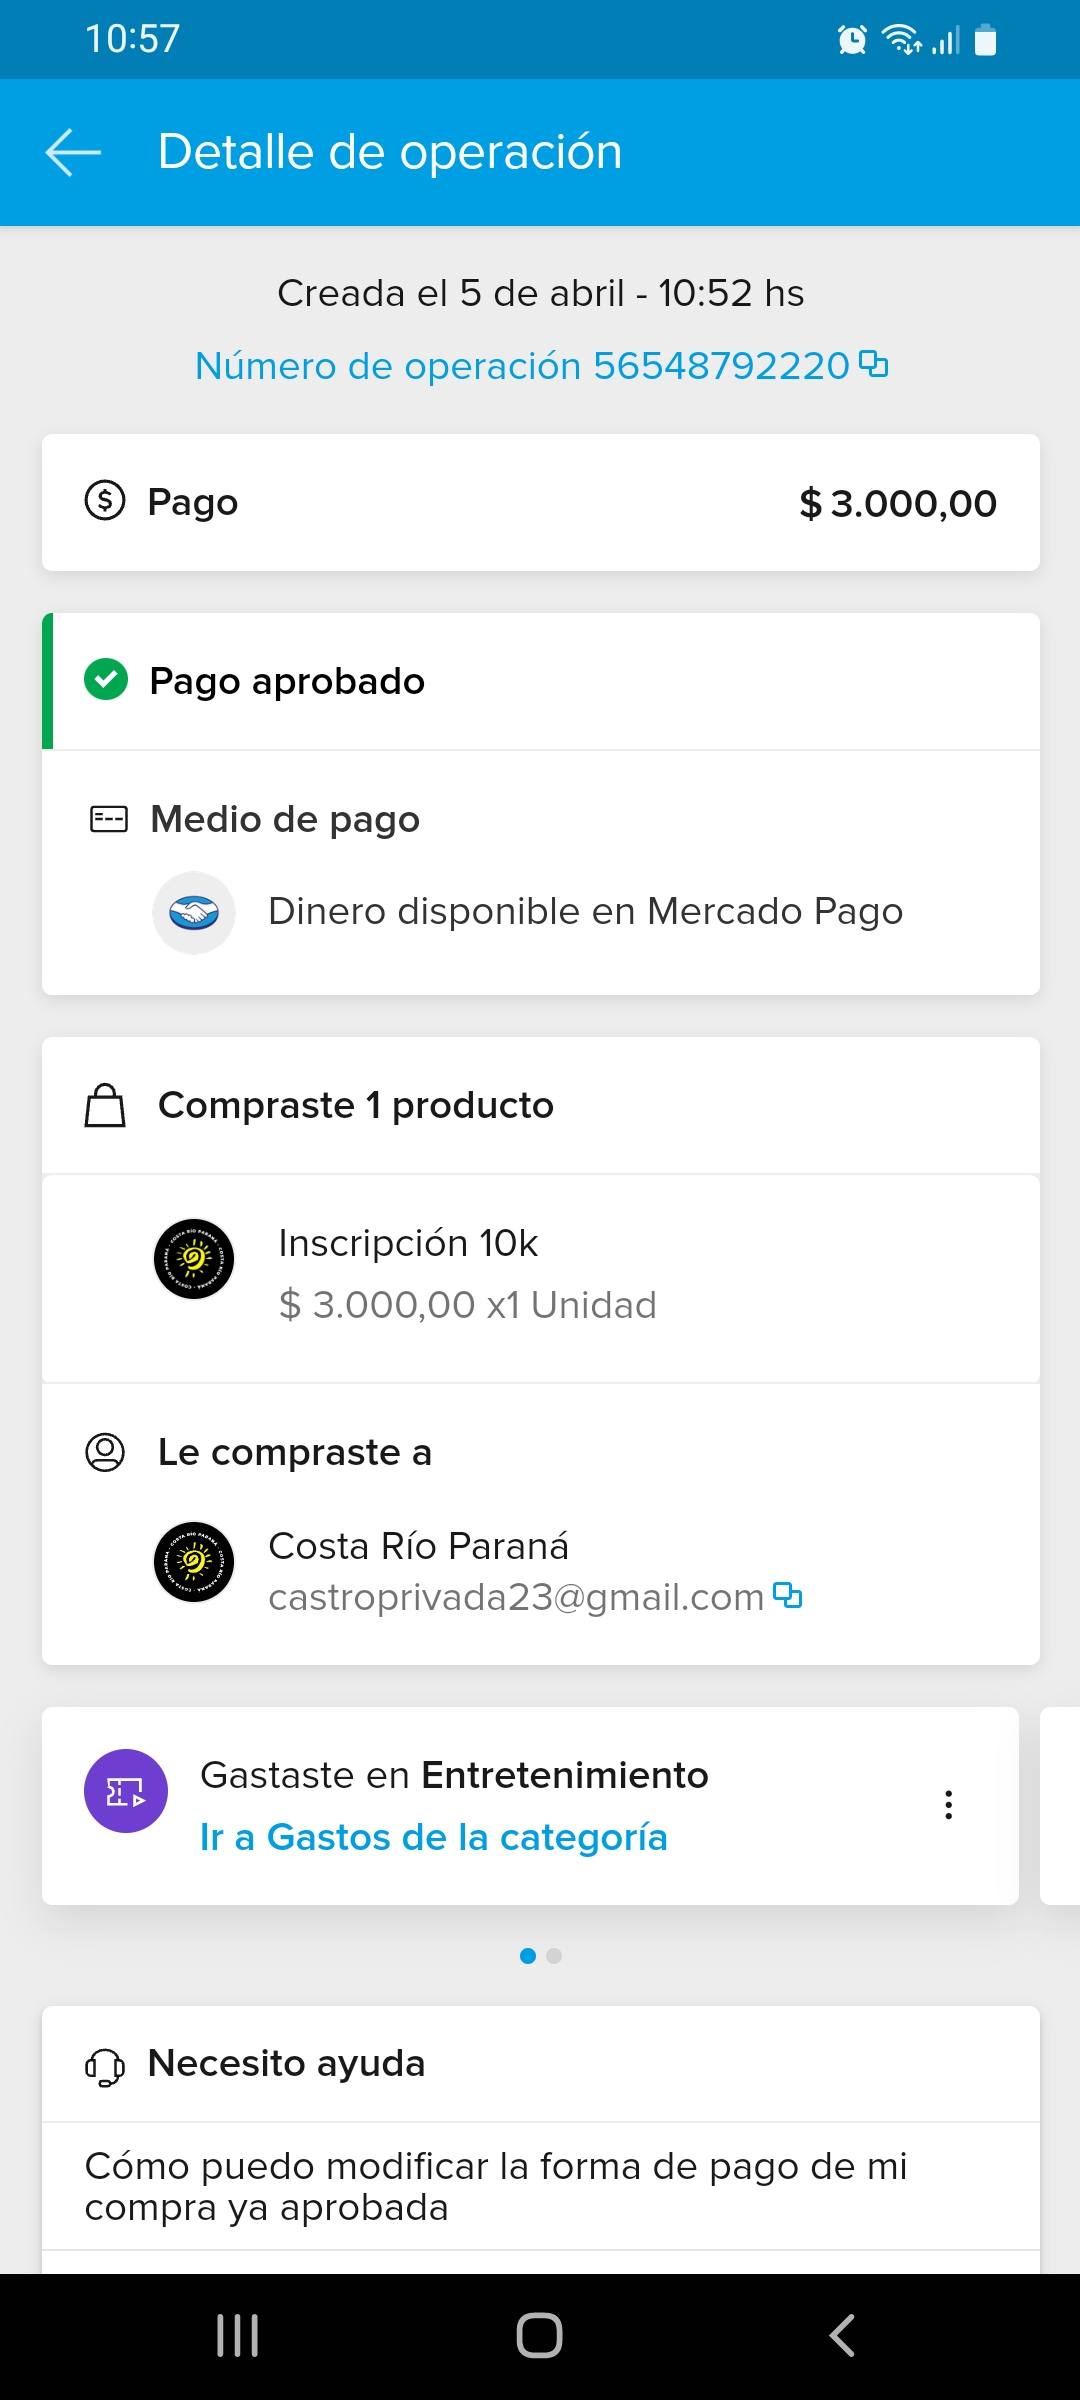 10:57
Detalle de operación
Creada el 5 de abril - 10:52 hs
Número de operación 56548792220
Pago
$ 3.000,00
Pago aprobado
Medio de pago
Dinero disponible en Mercado Pago
Compraste 1 producto
Inscripción 10k
$ 3.000,00 x1 Unidad
Le compraste a
Costa Río Paraná
castroprivada23@gmail.com
Gastaste en Entretenimiento
Ir a Gastos de la categoría
Necesito ayuda
Cómo puedo modificar la forma de pago de mi
compra ya aprobada